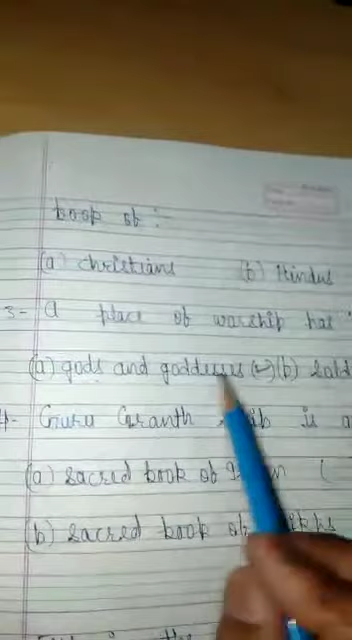 book of :-
(a) christians (b) Hindus
3- A place of worship has
(a) gods and goddesses (✓) (b)
4- Guru Granth is a
(a) sacred book of (
(b) sacred book of